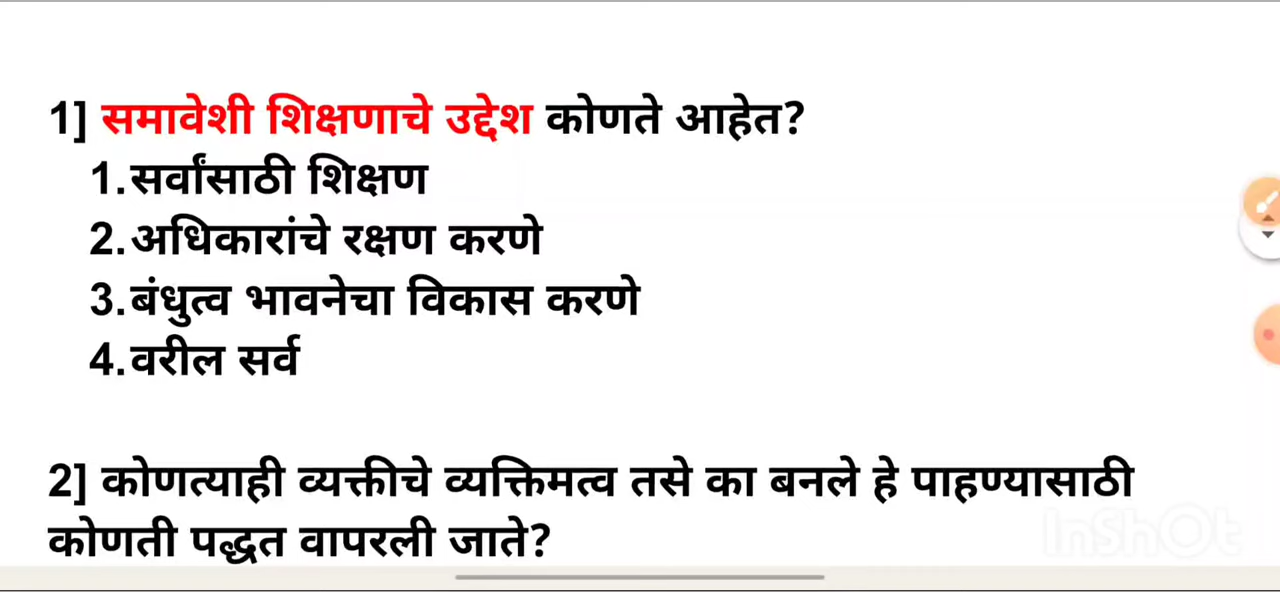 1] समावेशी शिक्षणाचे उद्देश कोणते आहेत?
1.सर्वांसाठी शिक्षण
2.अधिकारांचे रक्षण करणे
3.बंधुत्व भावनेचा विकास करणे
4.वरील सर्व
2] कोणत्याही व्यक्तीचे व्यक्तिमत्व तसे का बनले हे पाहण्यासाठी
कोणती पद्धत वापरली जाते?
InShOt